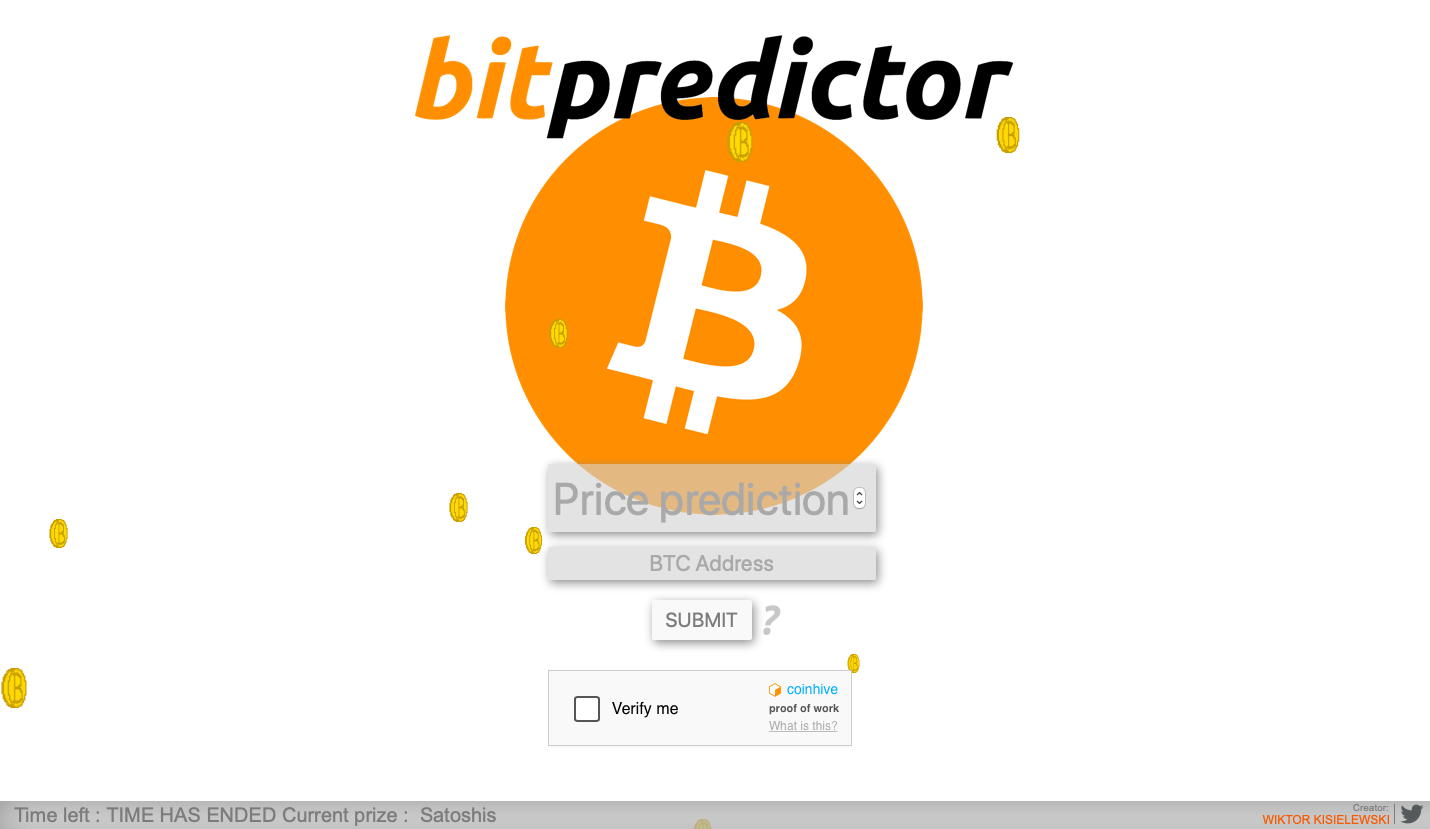 bitpredictor
Price prediction
BTC Address
SUBMIT ?
Verify me
coinhive
proof of work
What is this?
Time left : TIME HAS ENDED Current prize : Satoshis
Creator:
WIKTOR KISIELEWSKI